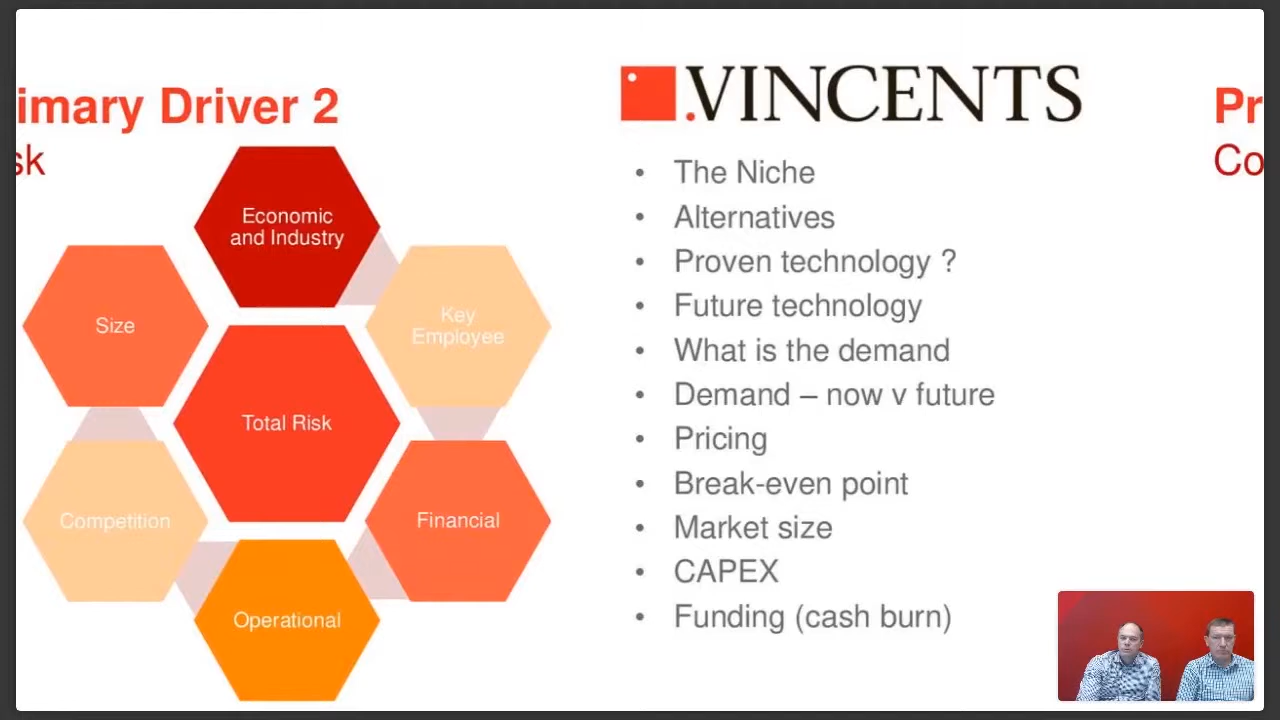 imary Driver 2
sk
Economic
and Industry
Key
Employee
Size
Total Risk
Competition
Financial
Operational
.VINCENTS
• The Niche
• Alternatives
• Proven technology ?
• Future technology
• What is the demand
• Demand – now v future
• Pricing
• Break-even point
• Market size
• CAPEX
• Funding (cash burn)
Pr
Co